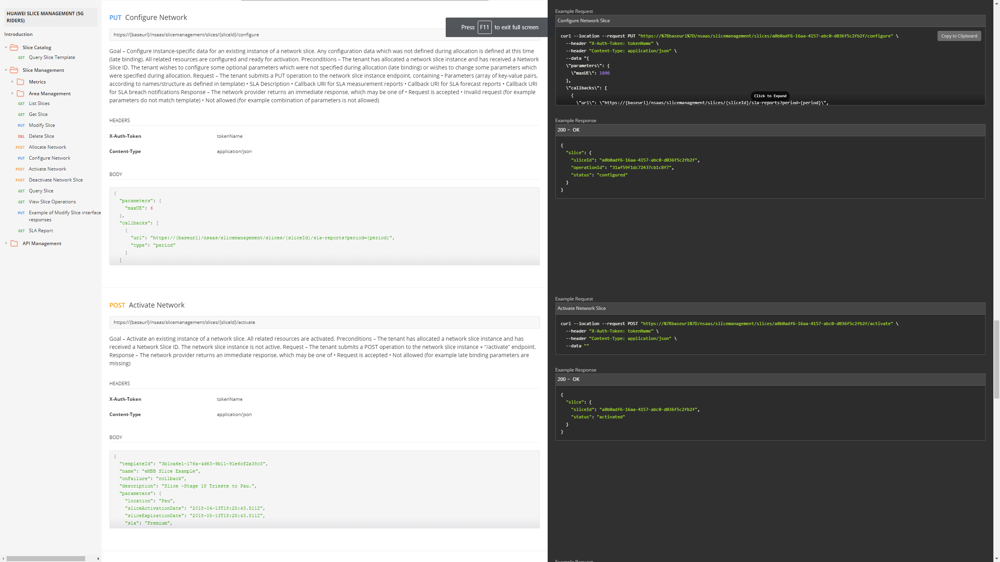 HUAWEI SLICE MANAGEMENT (5G
RIDERS)
Introduction
Slice Catalog
GET Query Slice Template
Slice Management
Metrics
Area Management
GET List Slices
GET Get Slice
PUT Modify Slice
DEL Delete Slice
POST Allocate Network
PUT Configure Network
POST Activate Network
POST Deactivate Network Slice
GET Query Slice
GET View Slice Operations
PUT Example of Modify Slice interface
responses
GET SLA Report
API Management
PUT Configure Network
Press F11 to exit full screen
https://{baseurl}/nsaas/slicemanagement/slices/{sliceId}/configure
Goal – Configure instance-specific data for an existing instance of a network slice. Any configuration data which was not defined during allocation is defined at this time
(late binding). All related resources are configured and ready for activation. Preconditions – The tenant has allocated a network slice instance and has received a Network
Slice ID. The tenant wishes to configure some optional parameters which were not specified during allocation (late binding) or wishes to change some parameters which
were specified during allocation. Request – The tenant submits a PUT operation to the network slice instance endpoint, containing • Parameters (array of key-value pairs,
according to names/structure as defined in template) • SLA Description • Callback URI for SLA measurement reports • Callback URI for SLA forecast reports • Callback URI
for SLA breach notifications Response – The network provider returns an immediate response, which may be one of • Request is accepted • Invalid request (for example
parameters do not match template) • Not allowed (for example combination of parameters is not allowed)
HEADERS
X-Auth-Token tokenName
Content-Type application/json
BODY
{
"parameters": {
"maxUE": 6
},
"callbacks": [
{
"url": "https://{baseurl}/nsaas/slicemanagement/slices/{sliceId}/sla-reports?period={period}",
"type": "period"
}
]
Example Request
Configure Network Slice
Copy to Clipboard
curl --location --request PUT "https://%7Bbaseurl%7D/nsaas/slicemanagement/slices/a0b0adf6-16aa-4157-abc0-d036f5c2fb2f/configure" \
--header "X-Auth-Token: tokenName" \
--header "Content-Type: application/json" \
--data "{
\"parameters\": {
\"maxUE\": 1000
},
\"callbacks\": [
{
Click to Expand
\"url\": \"https://{baseurl}/nsaas/slicemanagement/slices/{sliceId}/sla-reports?period={period}\",
Example Response
200 – OK
{
"slice": {
"sliceId": "a0b0adf6-16aa-4157-abc0-d036f5c2fb2f",
"operationId": "31af59f1dc72437cb1c8f7",
"status": "configured"
}
}
POST Activate Network
https://{baseurl}/nsaas/slicemanagement/slices/{sliceId}/activate
Goal – Activate an existing instance of a network slice. All related resources are activated. Preconditions – The tenant has allocated a network slice instance and has
received a Network Slice ID. The network slice instance is not active. Request – The tenant submits a POST operation to the network slice instance + “/activate” endpoint.
Response – The network provider returns an immediate response, which may be one of • Request is accepted • Not allowed (for example late binding parameters are
missing)
HEADERS
X-Auth-Token tokenName
Content-Type application/json
BODY
{
"templateId": "3b1ca6e1-176a-4d63-9b11-91e6cf2a38c3",
"name": "eMBB Slice Example",
"onFailure": "rollback",
"description": "Slice -Stage 18 Trieste to Pau.",
"parameters": {
"location": "Pau",
"sliceActivationDate": "2018-04-13T18:25:43.511Z",
"sliceExpirationDate": "2018-05-13T18:25:43.511Z",
"sla": "Premium",
Example Request
Activate Network Slice
curl --location --request POST "https://%7Bbaseurl%7D/nsaas/slicemanagement/slices/a0b0adf6-16aa-4157-abc0-d036f5c2fb2f/activate" \
--header "X-Auth-Token: tokenName" \
--header "Content-Type: application/json" \
--data ""
Example Response
200 – OK
{
"slice": {
"sliceId": "a0b0adf6-16aa-4157-abc0-d036f5c2fb2f",
"status": "activated"
}
}
Example Request